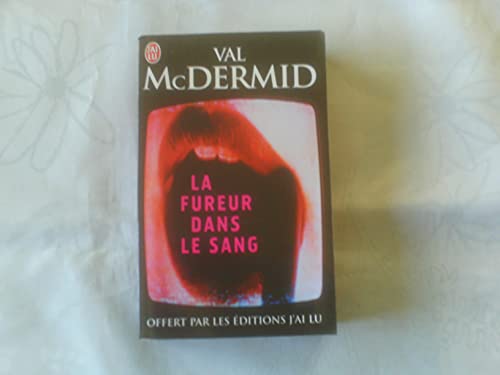 J'AI
LU
VAL
McDERMID
LA
FUREUR
DANS
LE SANG
OFFERT PAR LES ÉDITIONS J'AI LU